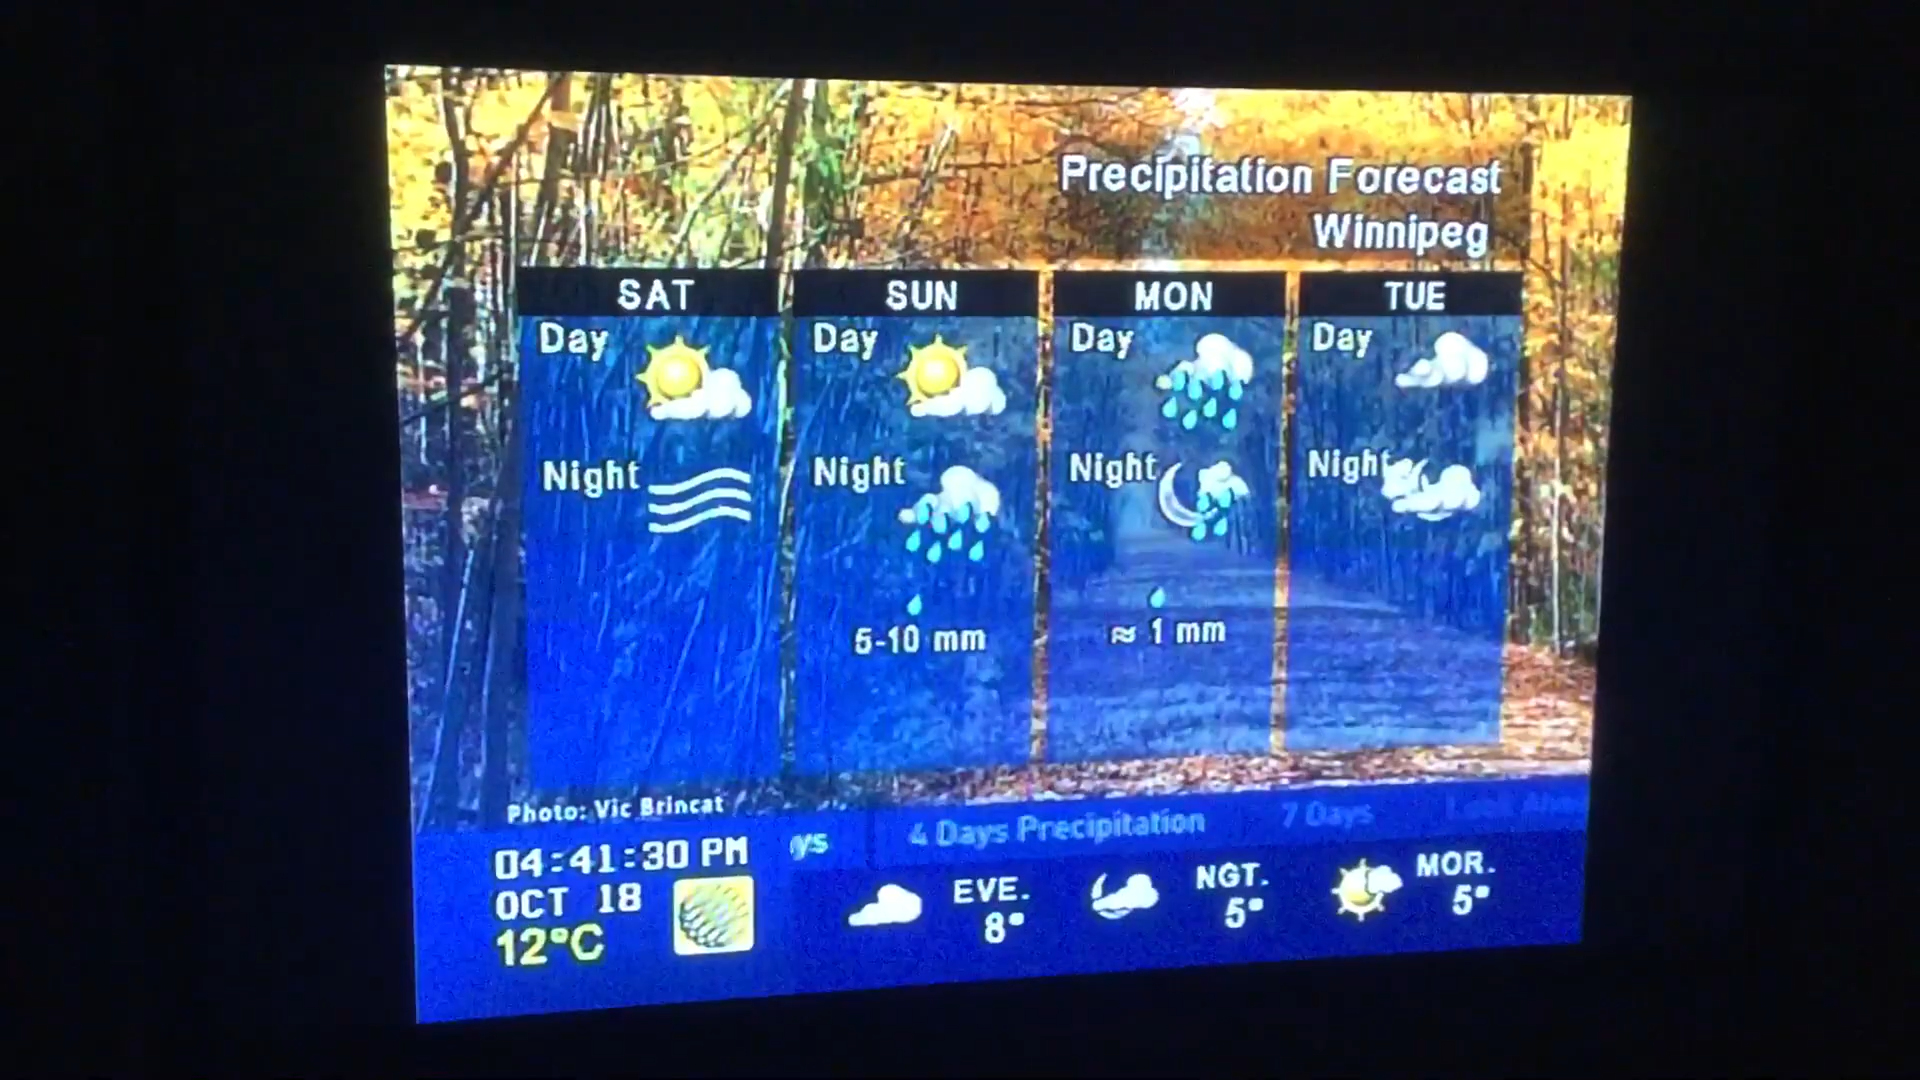 Precipitation Forecast
Winnipeg
SAT
SUN
MON
TUE
Day
Day
Day
Day
Night
Night
Night
Night
5-10 mm
≈ 1 mm
Photo: Vic Brincat
ys
4 Days Precipitation
7 Days
04:41:30 PM
OCT 18
12°C
EVE.
8°
NGT.
5°
MOR.
5°